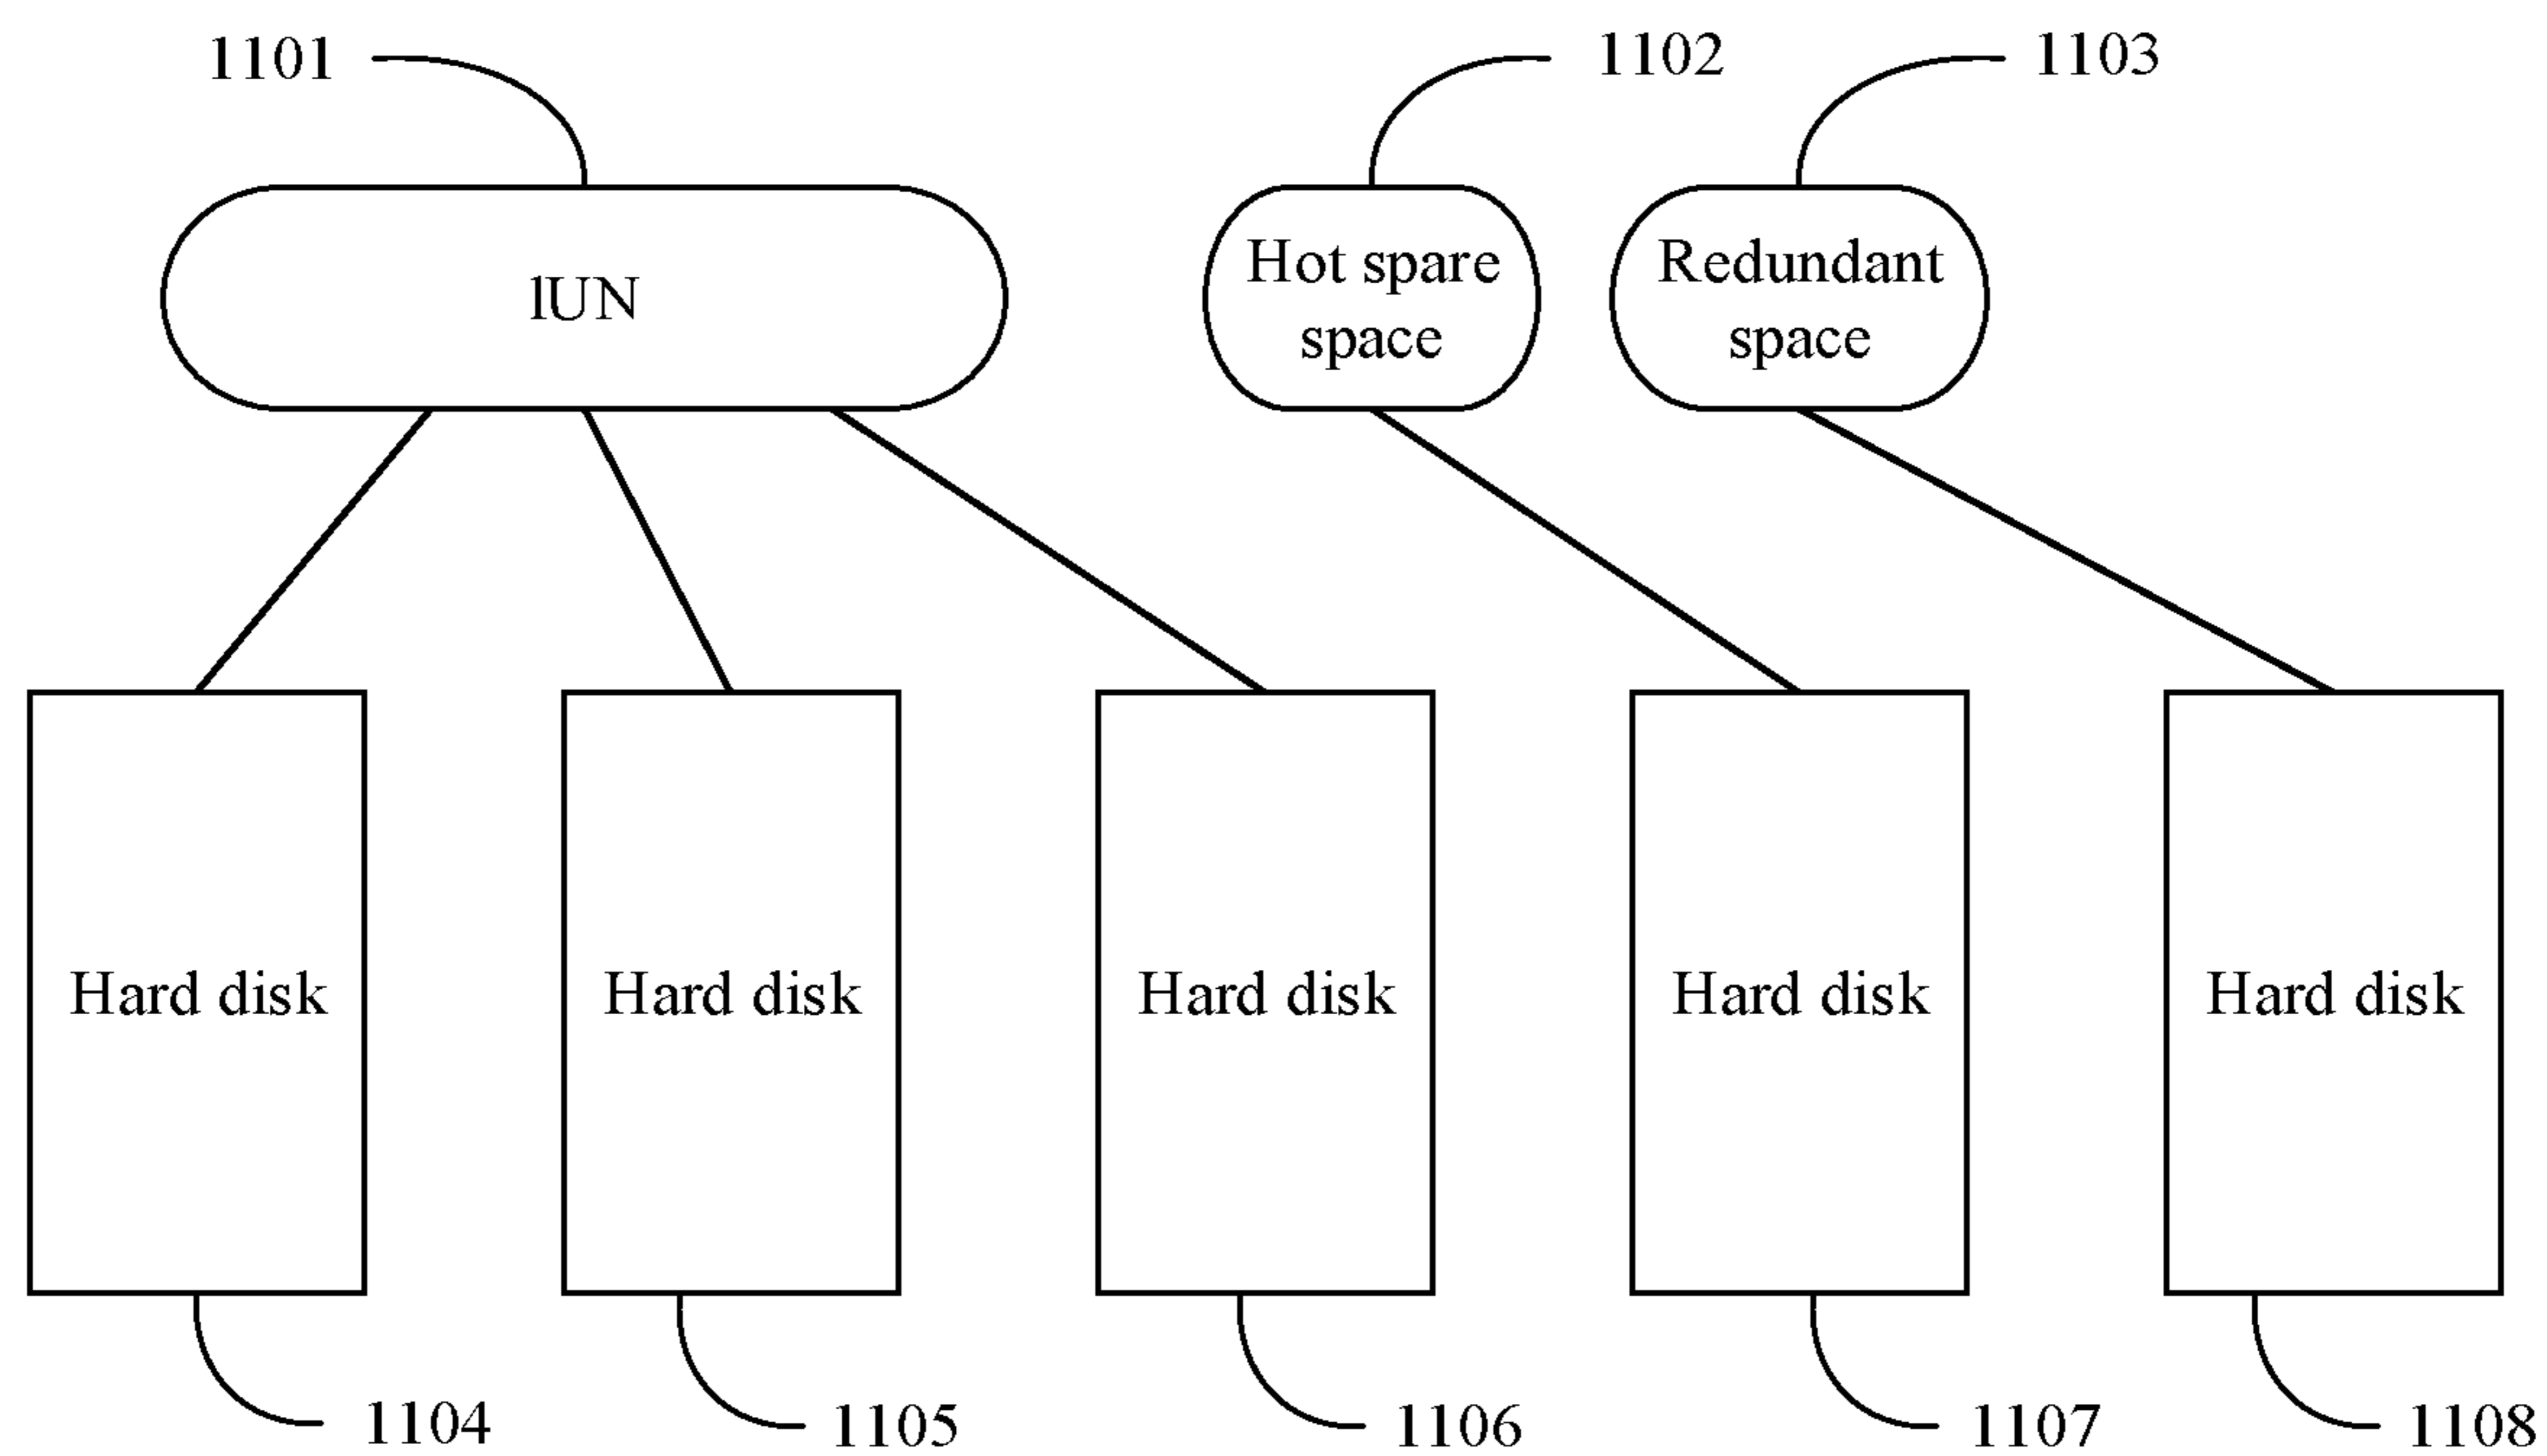 1101
1102
1103
lUN
Hot spare
space
Redundant
space
Hard disk
Hard disk
Hard disk
Hard disk
Hard disk
1104
1105
1106
1107
1108